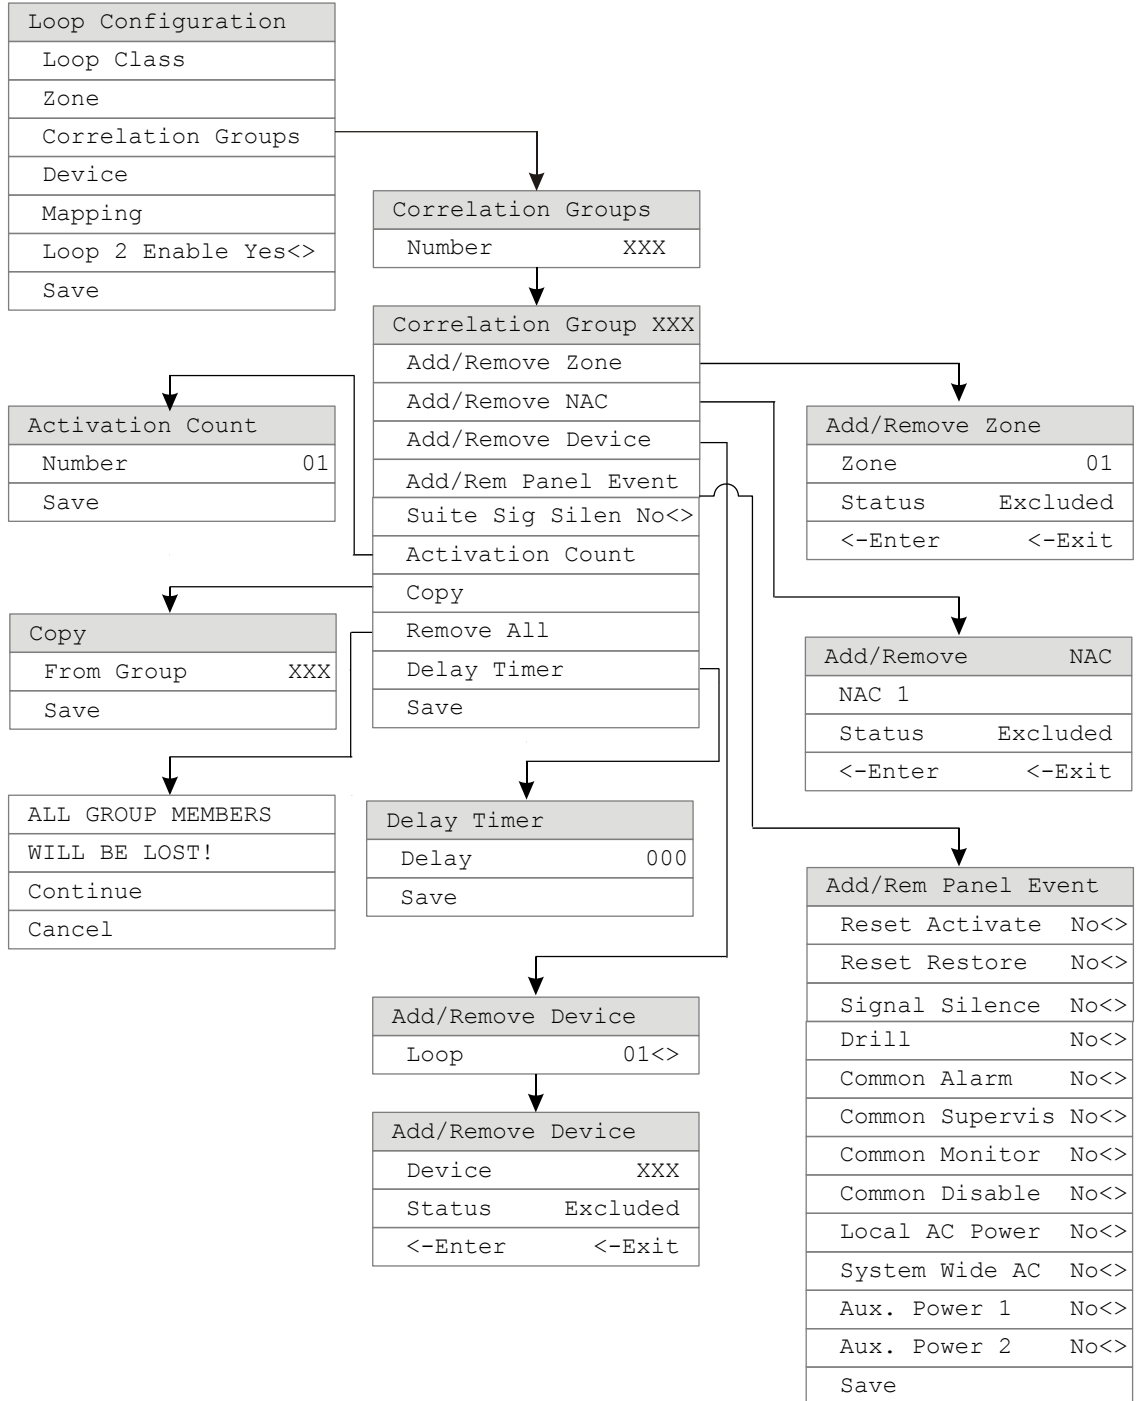 Loop Configuration
Loop Class
Zone
Correlation Groups
Device
Mapping
Loop 2 Enable Yes<>
Save
Correlation Groups
Number XXX
Correlation Group XXX
Add/Remove Zone
Add/Remove NAC
Add/Remove Device
Add/Rem Panel Event
Suite Sig Silen No<>
Activation Count
Copy
Remove All
Delay Timer
Save
Activation Count
Number 01
Save
Copy
From Group XXX
Save
ALL GROUP MEMBERS
WILL BE LOST!
Continue
Cancel
Delay Timer
Delay 000
Save
Add/Remove Device
Loop 01<>
Add/Remove Device
Device XXX
Status Excluded
<-Enter <-Exit
Add/Remove Zone
Zone 01
Status Excluded
<-Enter <-Exit
Add/Remove NAC
NAC 1
Status Excluded
<-Enter <-Exit
Add/Rem Panel Event
Reset Activate No<>
Reset Restore No<>
Signal Silence No<>
Drill No<>
Common Alarm No<>
Common Supervis No<>
Common Monitor No<>
Common Disable No<>
Local AC Power No<>
System Wide AC No<>
Aux. Power 1 No<>
Aux. Power 2 No<>
Save